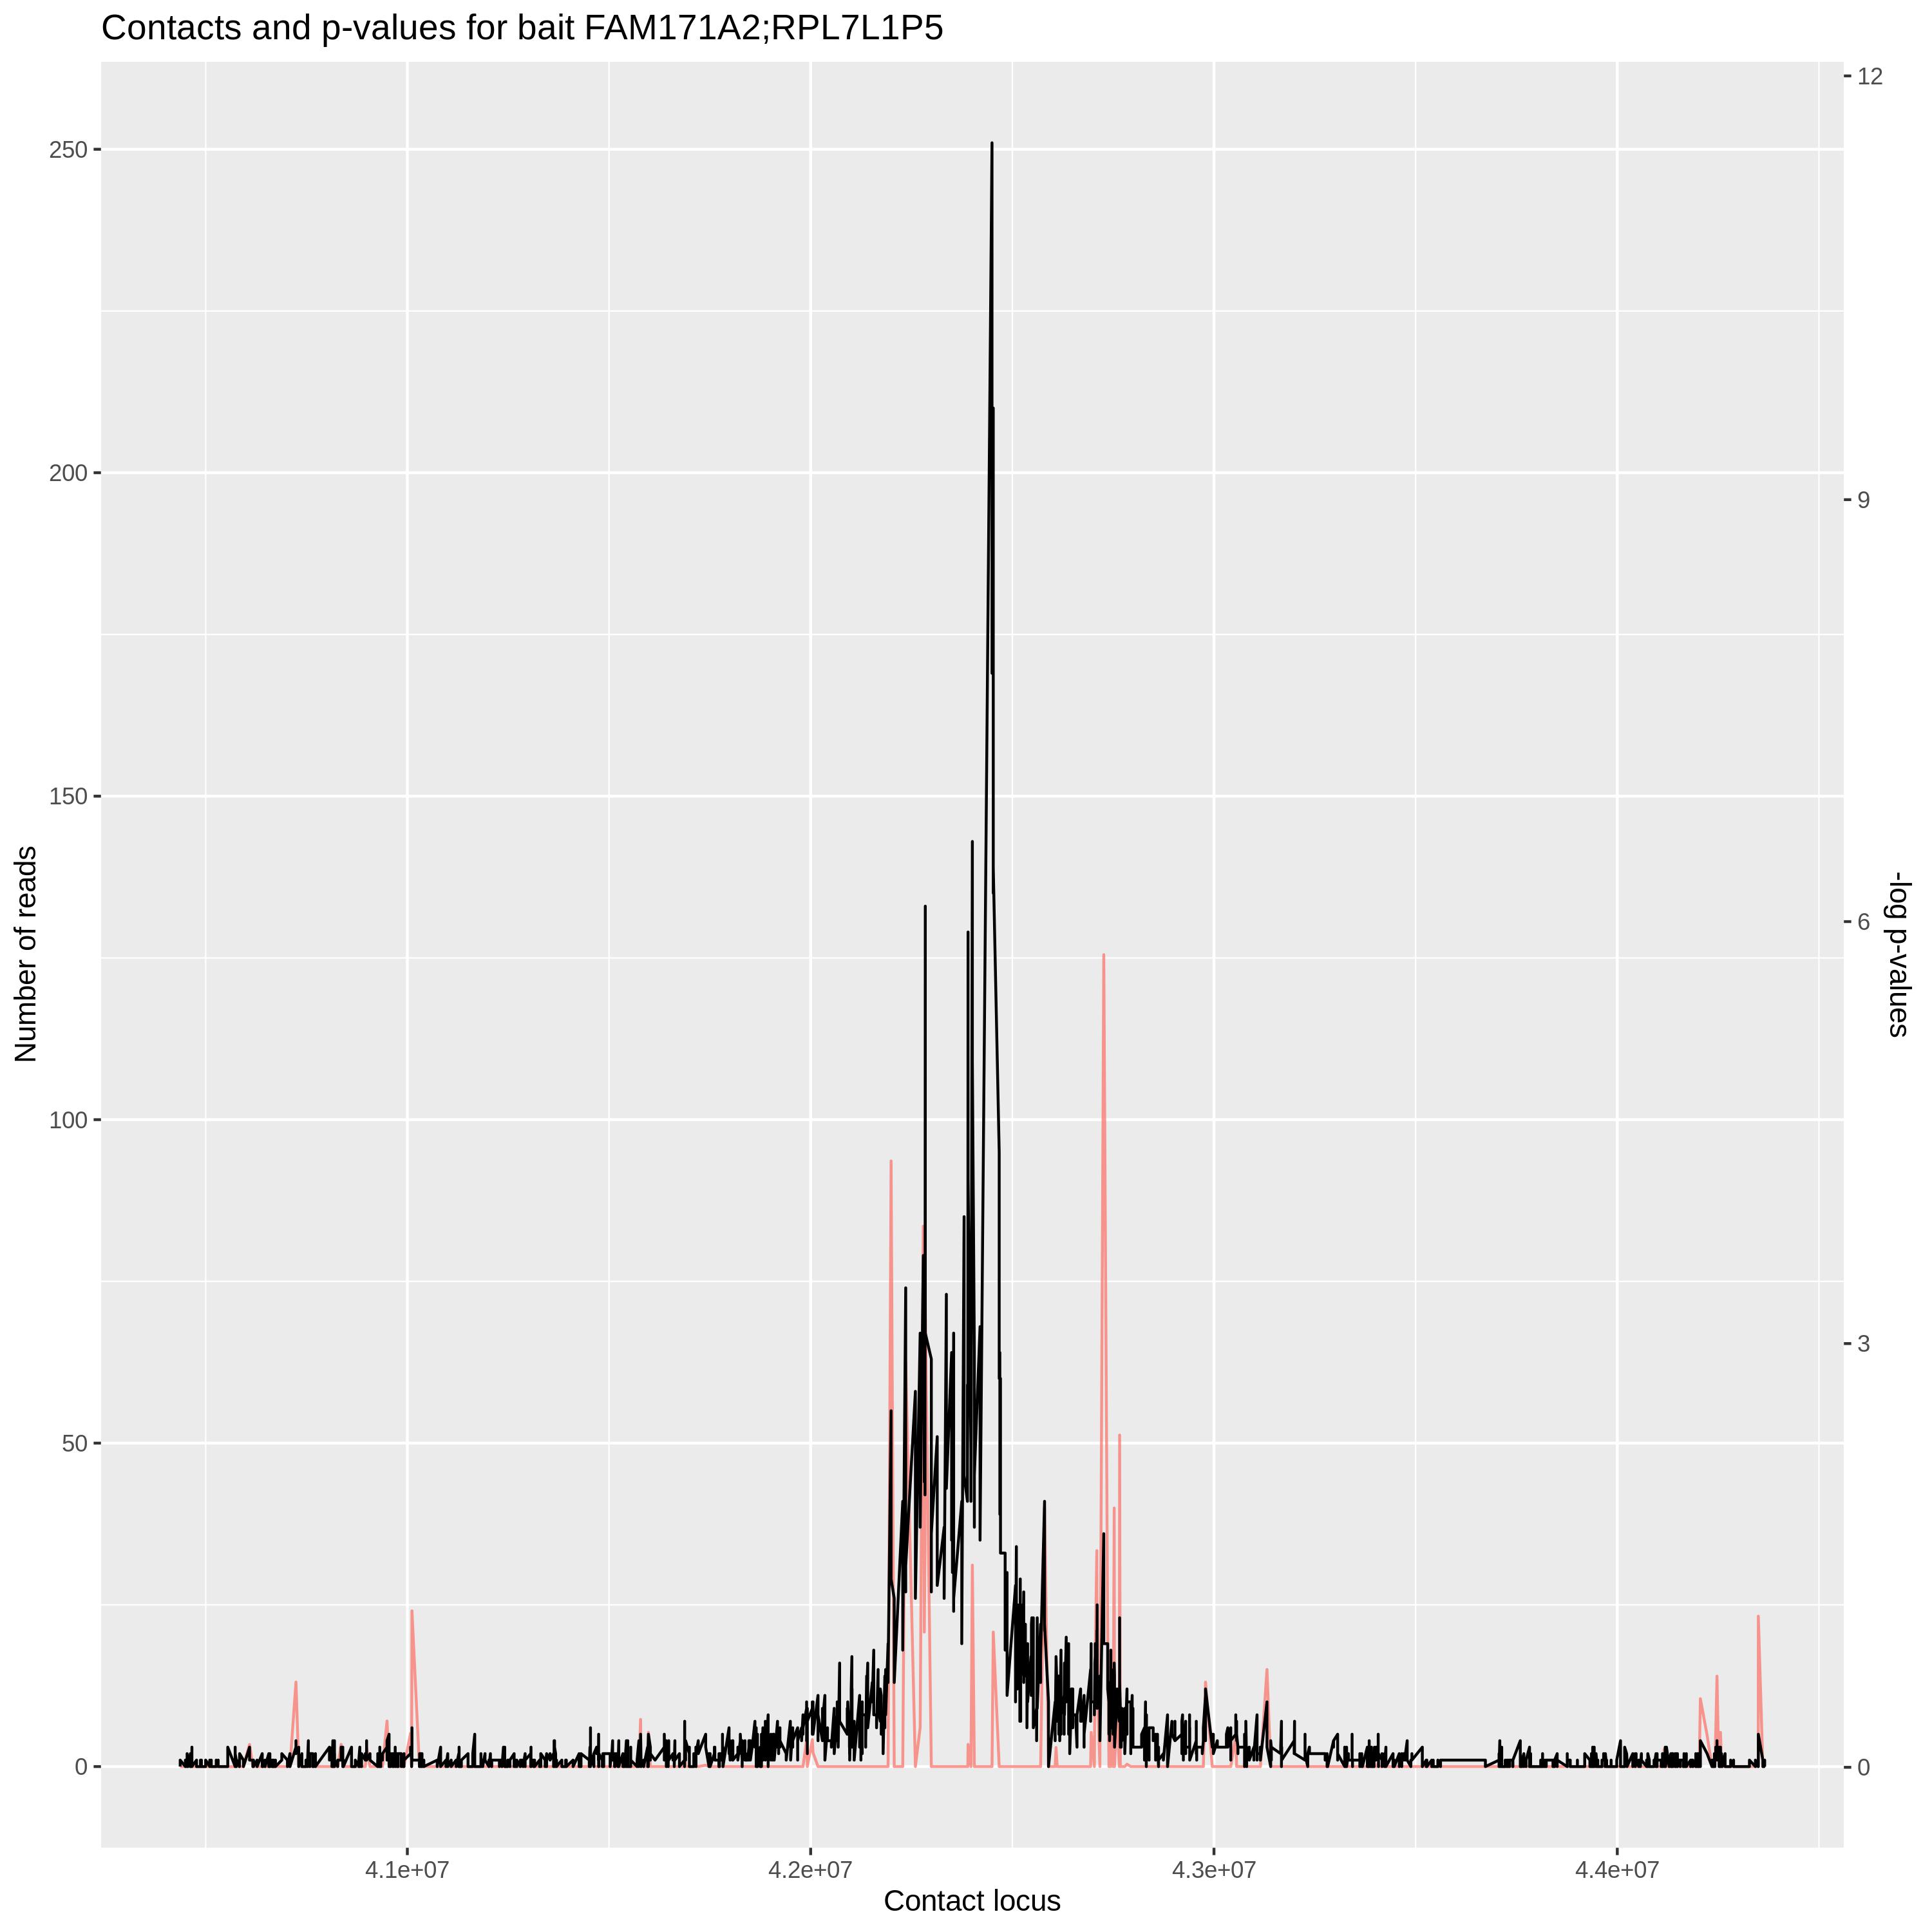 Contacts and p-values for bait FAM171A2;RPL7L1P5
250
200
150
100
50
0
Number of reads
12
9
6
3
0
-log p-values
4.1e+07
4.2e+07
4.3e+07
4.4e+07
Contact locus